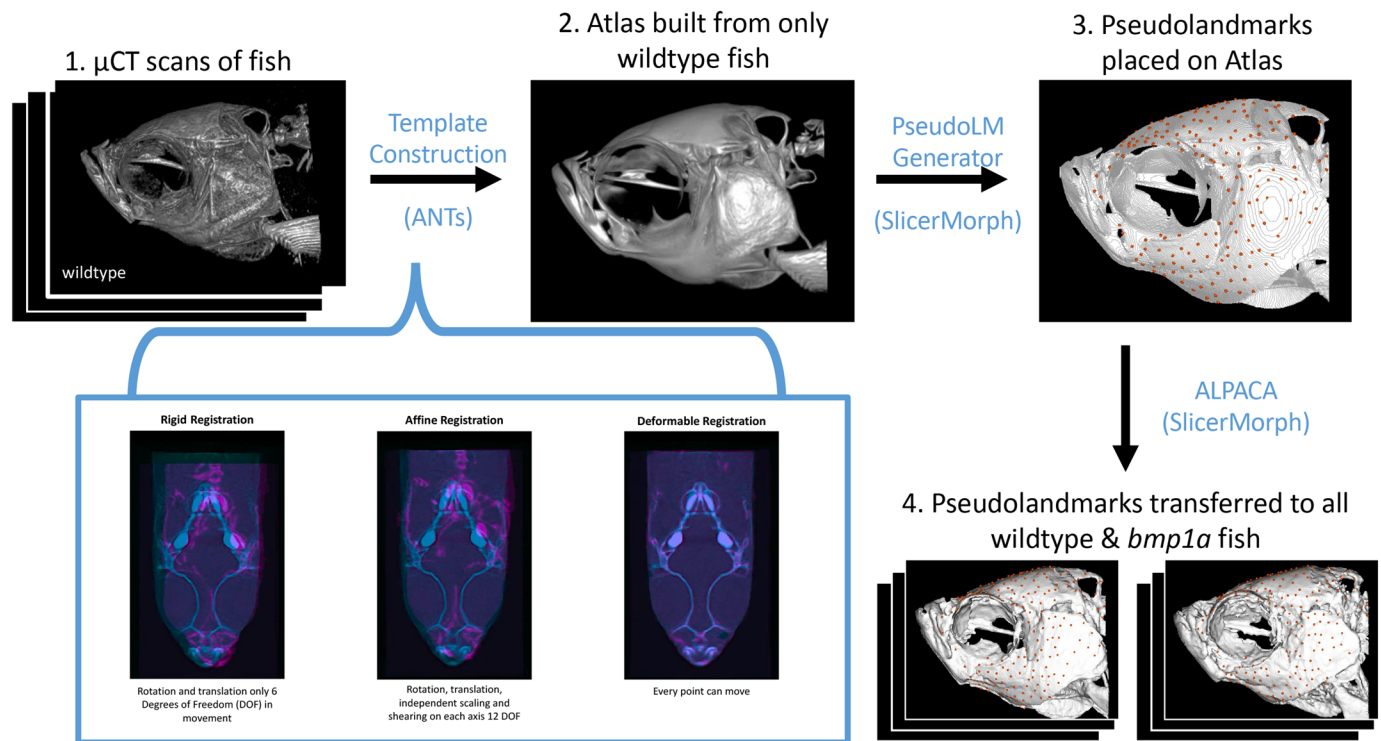 1. µCT scans of fish
wildtype
Template
Construction
(ANTs)
2. Atlas built from only
wildtype fish
PseudoLM
Generator
(SlicerMorph)
3. Pseudolandmarks
placed on Atlas
ALPACA
(SlicerMorph)
4. Pseudolandmarks transferred to all
wildtype & bmp1a fish
Rigid Registration
Rotation and translation only 6
Degrees of Freedom (DOF) in
movement
Affine Registration
Rotation, translation,
independent scaling and
shearing on each axis 12 DOF
Deformable Registration
Every point can move